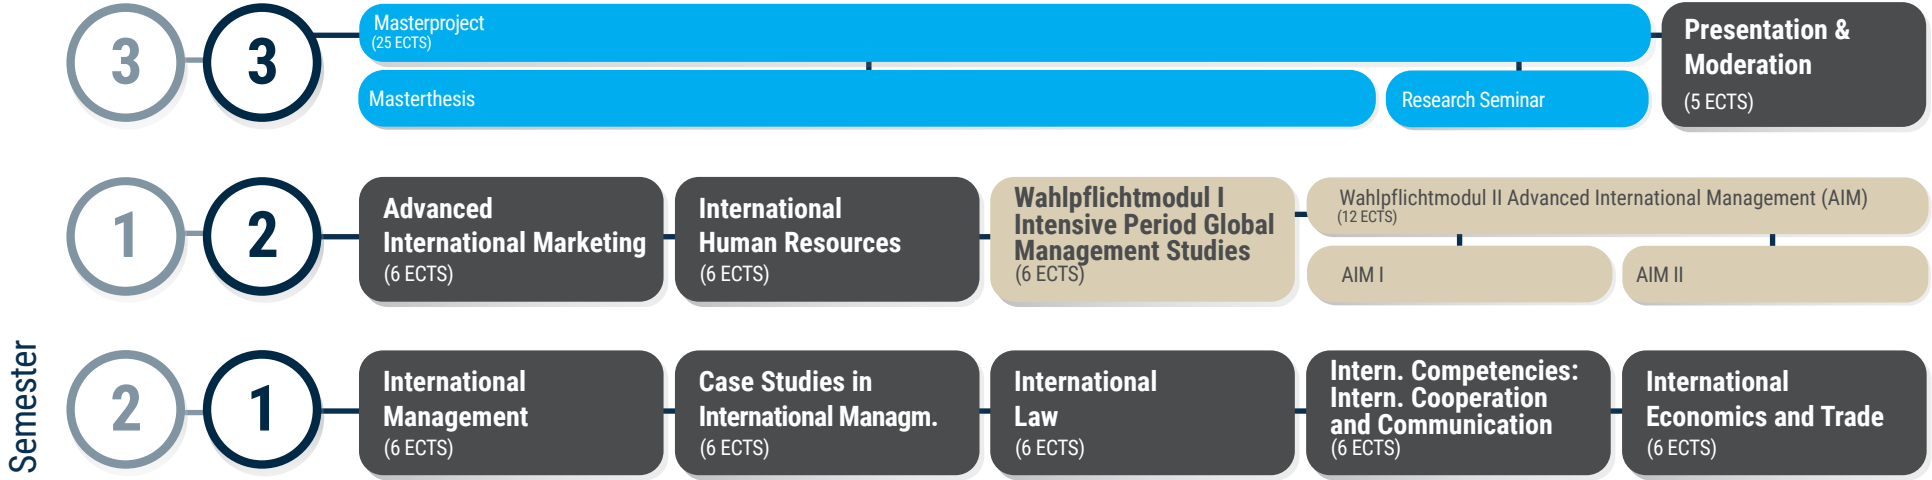 3
3
Masterproject
(25 ECTS)
Masterthesis
Research Seminar
Presentation &
Moderation
(5 ECTS)
1
2
Advanced
International Marketing
(6 ECTS)
International
Human Resources
(6 ECTS)
Wahlpflichtmodul I
Intensive Period Global
Management Studies
(6 ECTS)
Wahlpflichtmodul II Advanced International Management (AIM)
(12 ECTS)
AIM I
AIM II
Semester
2
1
International
Management
(6 ECTS)
Case Studies in
International Managm.
(6 ECTS)
International
Law
(6 ECTS)
Intern. Competencies:
Intern. Cooperation
and Communication
(6 ECTS)
International
Economics and Trade
(6 ECTS)